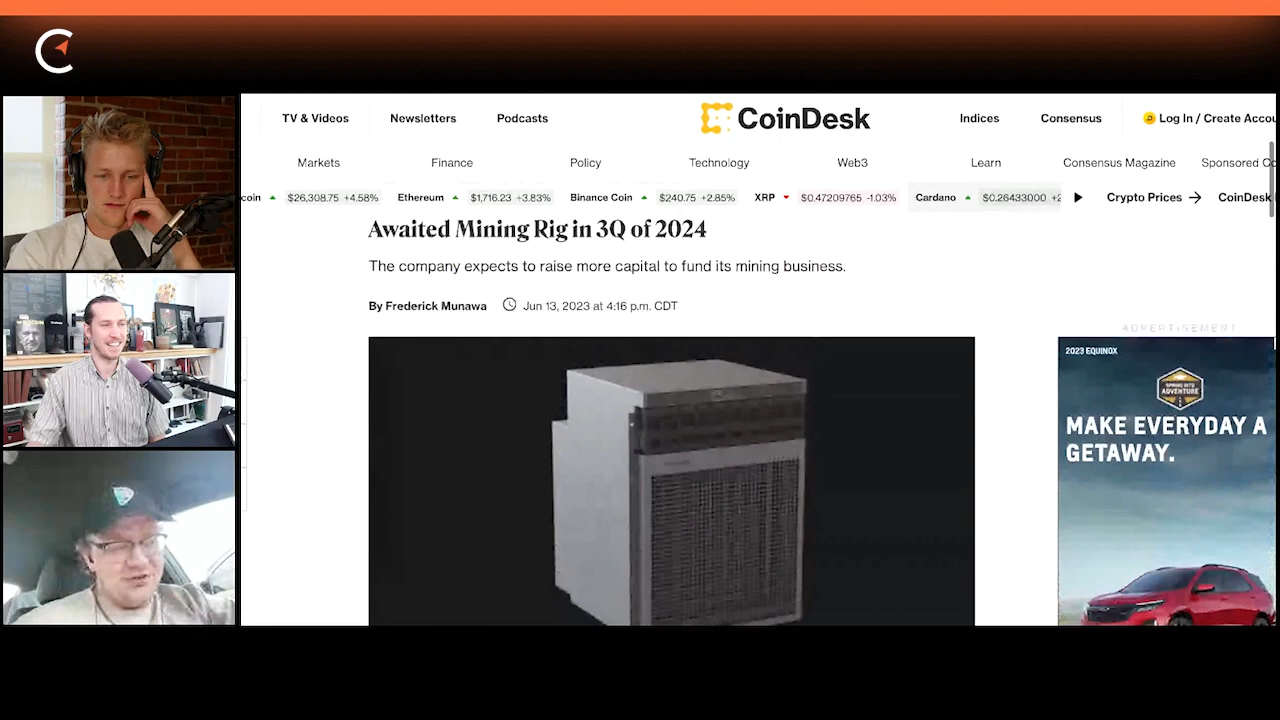 TV & Videos Newsletters Podcasts CoinDesk Indices Consensus Log In / Create Accou
Markets Finance Policy Technology Web3 Learn Consensus Magazine Sponsored Co
coin $26,308.75 +4.58% Ethereum $1,716.23 +3.83% Binance Coin $240.75 +2.85% XRP $0.47209765 -1.03% Cardano $0.26433000 +2 Crypto Prices → CoinDesk
Awaited Mining Rig in 3Q of 2024
The company expects to raise more capital to fund its mining business.
By Frederick Munawa Jun 13, 2023 at 4:16 p.m. CDT
ADVERTISEMENT
2023 EQUINOX
SPRING INTO
ADVENTURE
MAKE EVERYDAY A
GETAWAY.